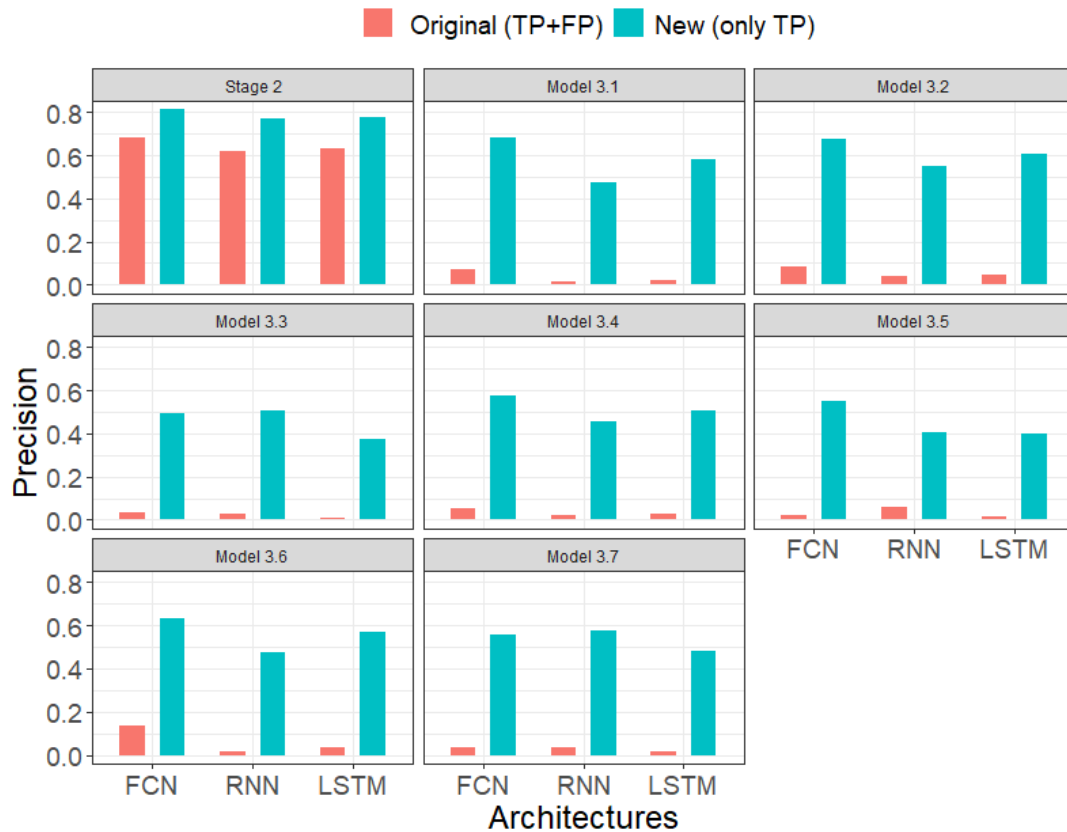 Original (TP+FP) New (only TP)
Stage 2 Model 3.1 Model 3.2
0.8
0.6
0.4
0.2
0.0
Model 3.3 Model 3.4 Model 3.5
0.8
0.6
0.4
0.2
0.0
Precision
FCN RNN LSTM
Model 3.6 Model 3.7
0.8
0.6
0.4
0.2
0.0
FCN RNN LSTM FCN RNN LSTM
Architectures